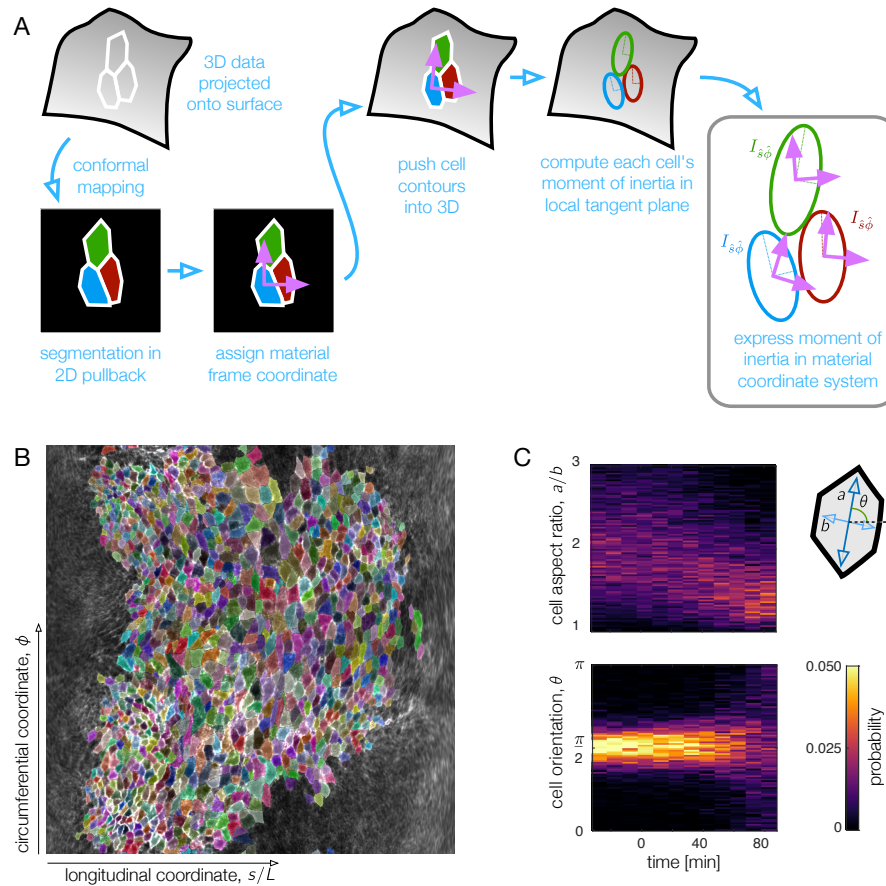 A
3D data
projected
onto surface
conformal
mapping
segmentation in
2D pullback
assign material
frame coordinate
push cell
contours
into 3D
compute each cell's
moment of inertia in
local tangent plane
I_{ŝφ̂}
I_{ŝφ̂}
I_{ŝφ̂}
express moment of
inertia in material
coordinate system
B
circumferential coordinate, ϕ
longitudinal coordinate, s/L
C
cell aspect ratio, a/b
3
2
1
a
θ
b
cell orientation, θ
π
π
2
0
0
40
80
time [min]
0.050
0.025
0
probability